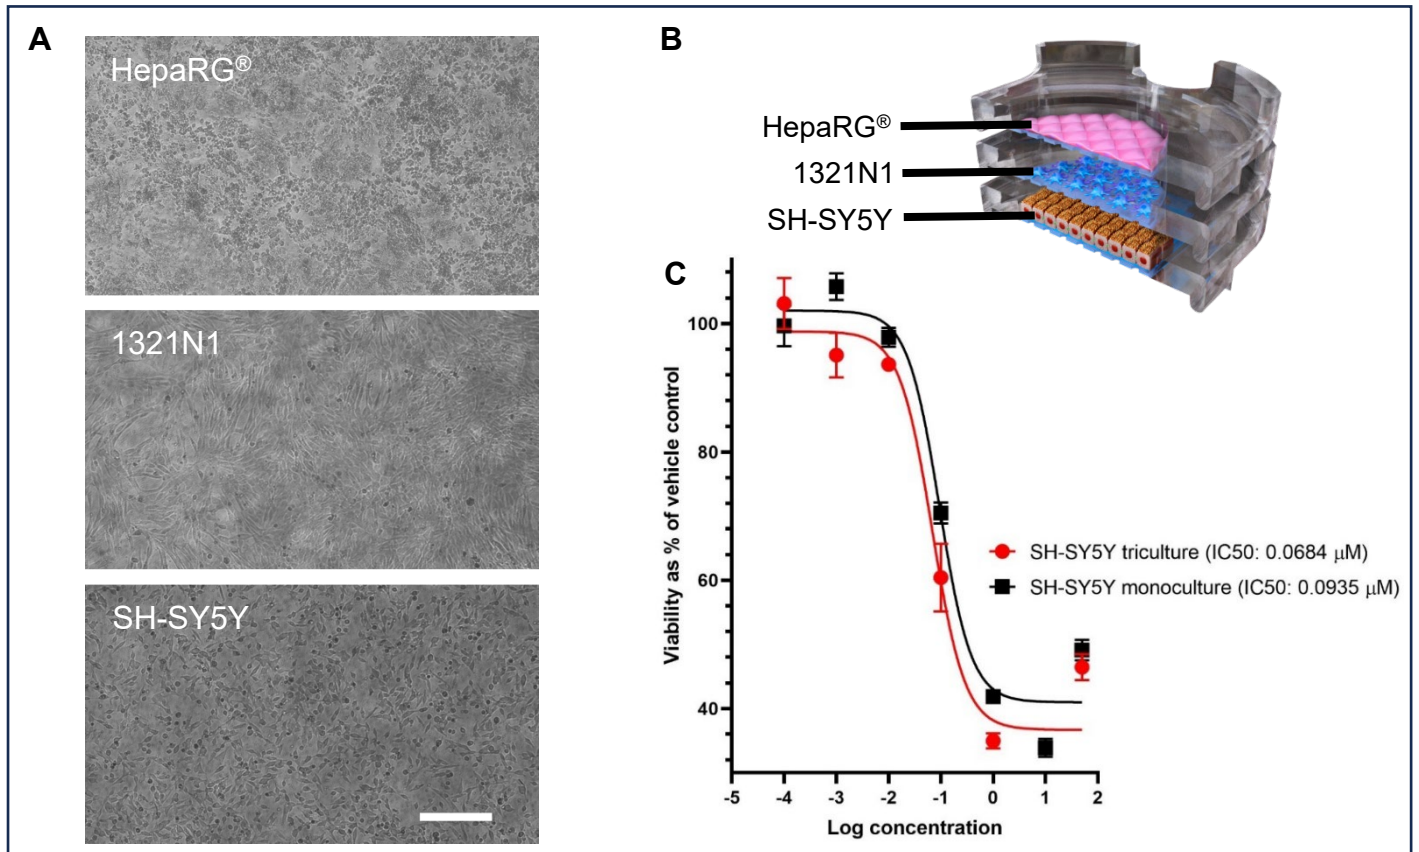 A
HepaRG®
1321N1
SH-SY5Y
B
HepaRG®
1321N1
SH-SY5Y
C
Viability as % of vehicle control
100
80
60
40
-5 -4 -3 -2 -1 0 1 2
Log concentration
SH-SY5Y triculture (IC50: 0.0684 μM)
SH-SY5Y monoculture (IC50: 0.0935 μM)